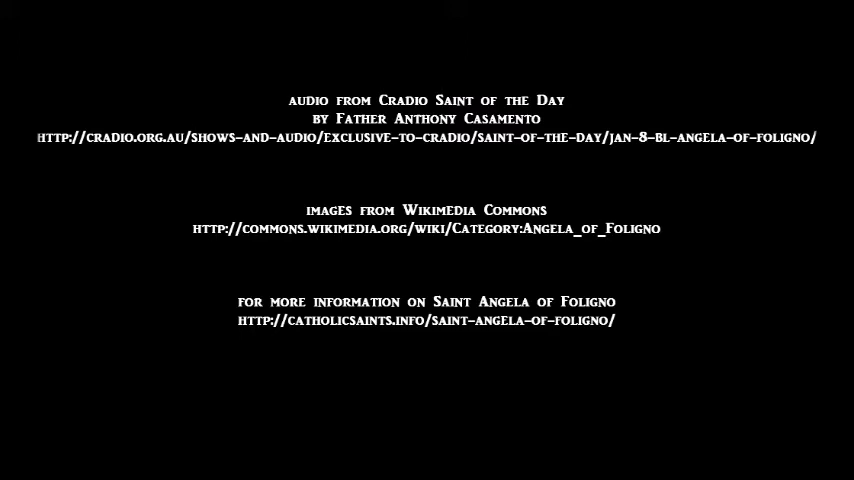 audio from Cradio Saint of the Day
by Father Anthony Casamento
http://cradio.org.au/shows-and-audio/exclusive-to-cradio/saint-of-the-day/jan-8-bl-angela-of-foligno/
images from Wikimedia Commons
http://commons.wikimedia.org/wiki/Category:Angela_of_Foligno
for more information on Saint Angela of Foligno
http://catholicsaints.info/saint-angela-of-foligno/